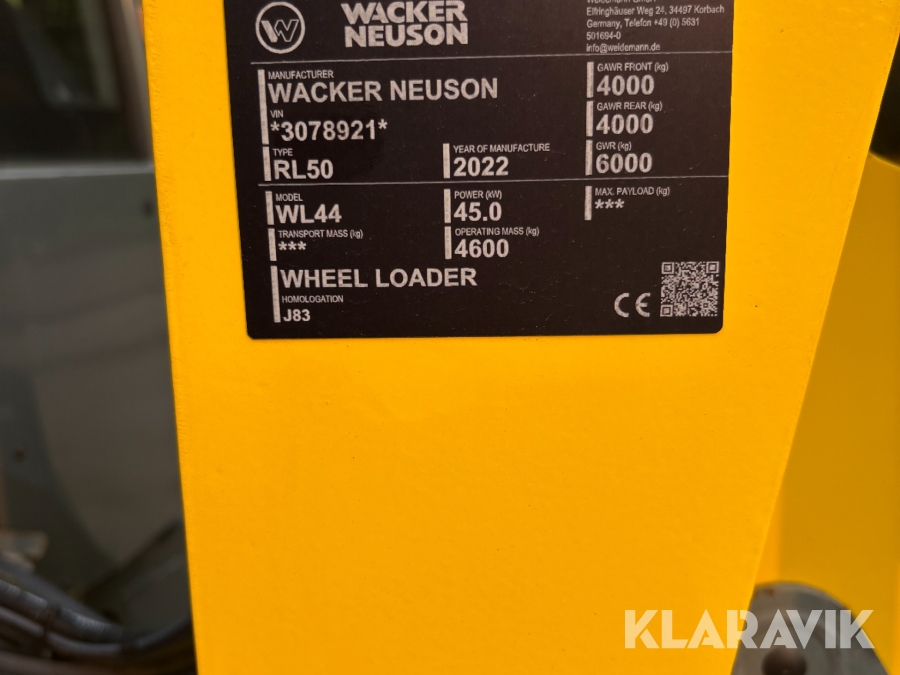 W
WACKER
NEUSON
Elfringhäuser Weg 24, 34497 Korbach
Germany, Telefon +49 (0) 5631
501694-0
info@weidemann.de
MANUFACTURER
WACKER NEUSON
VIN
*3078921*
TYPE
RL50
YEAR OF MANUFACTURE
2022
GAWR FRONT (kg)
4000
GAWR REAR (kg)
4000
GWR (kg)
6000
MODEL
WL44
POWER (kW)
45.0
MAX. PAYLOAD (kg)
***
TRANSPORT MASS (kg)
***
OPERATING MASS (kg)
4600
WHEEL LOADER
HOMOLOGATION
J83
CE
KLARAVIK